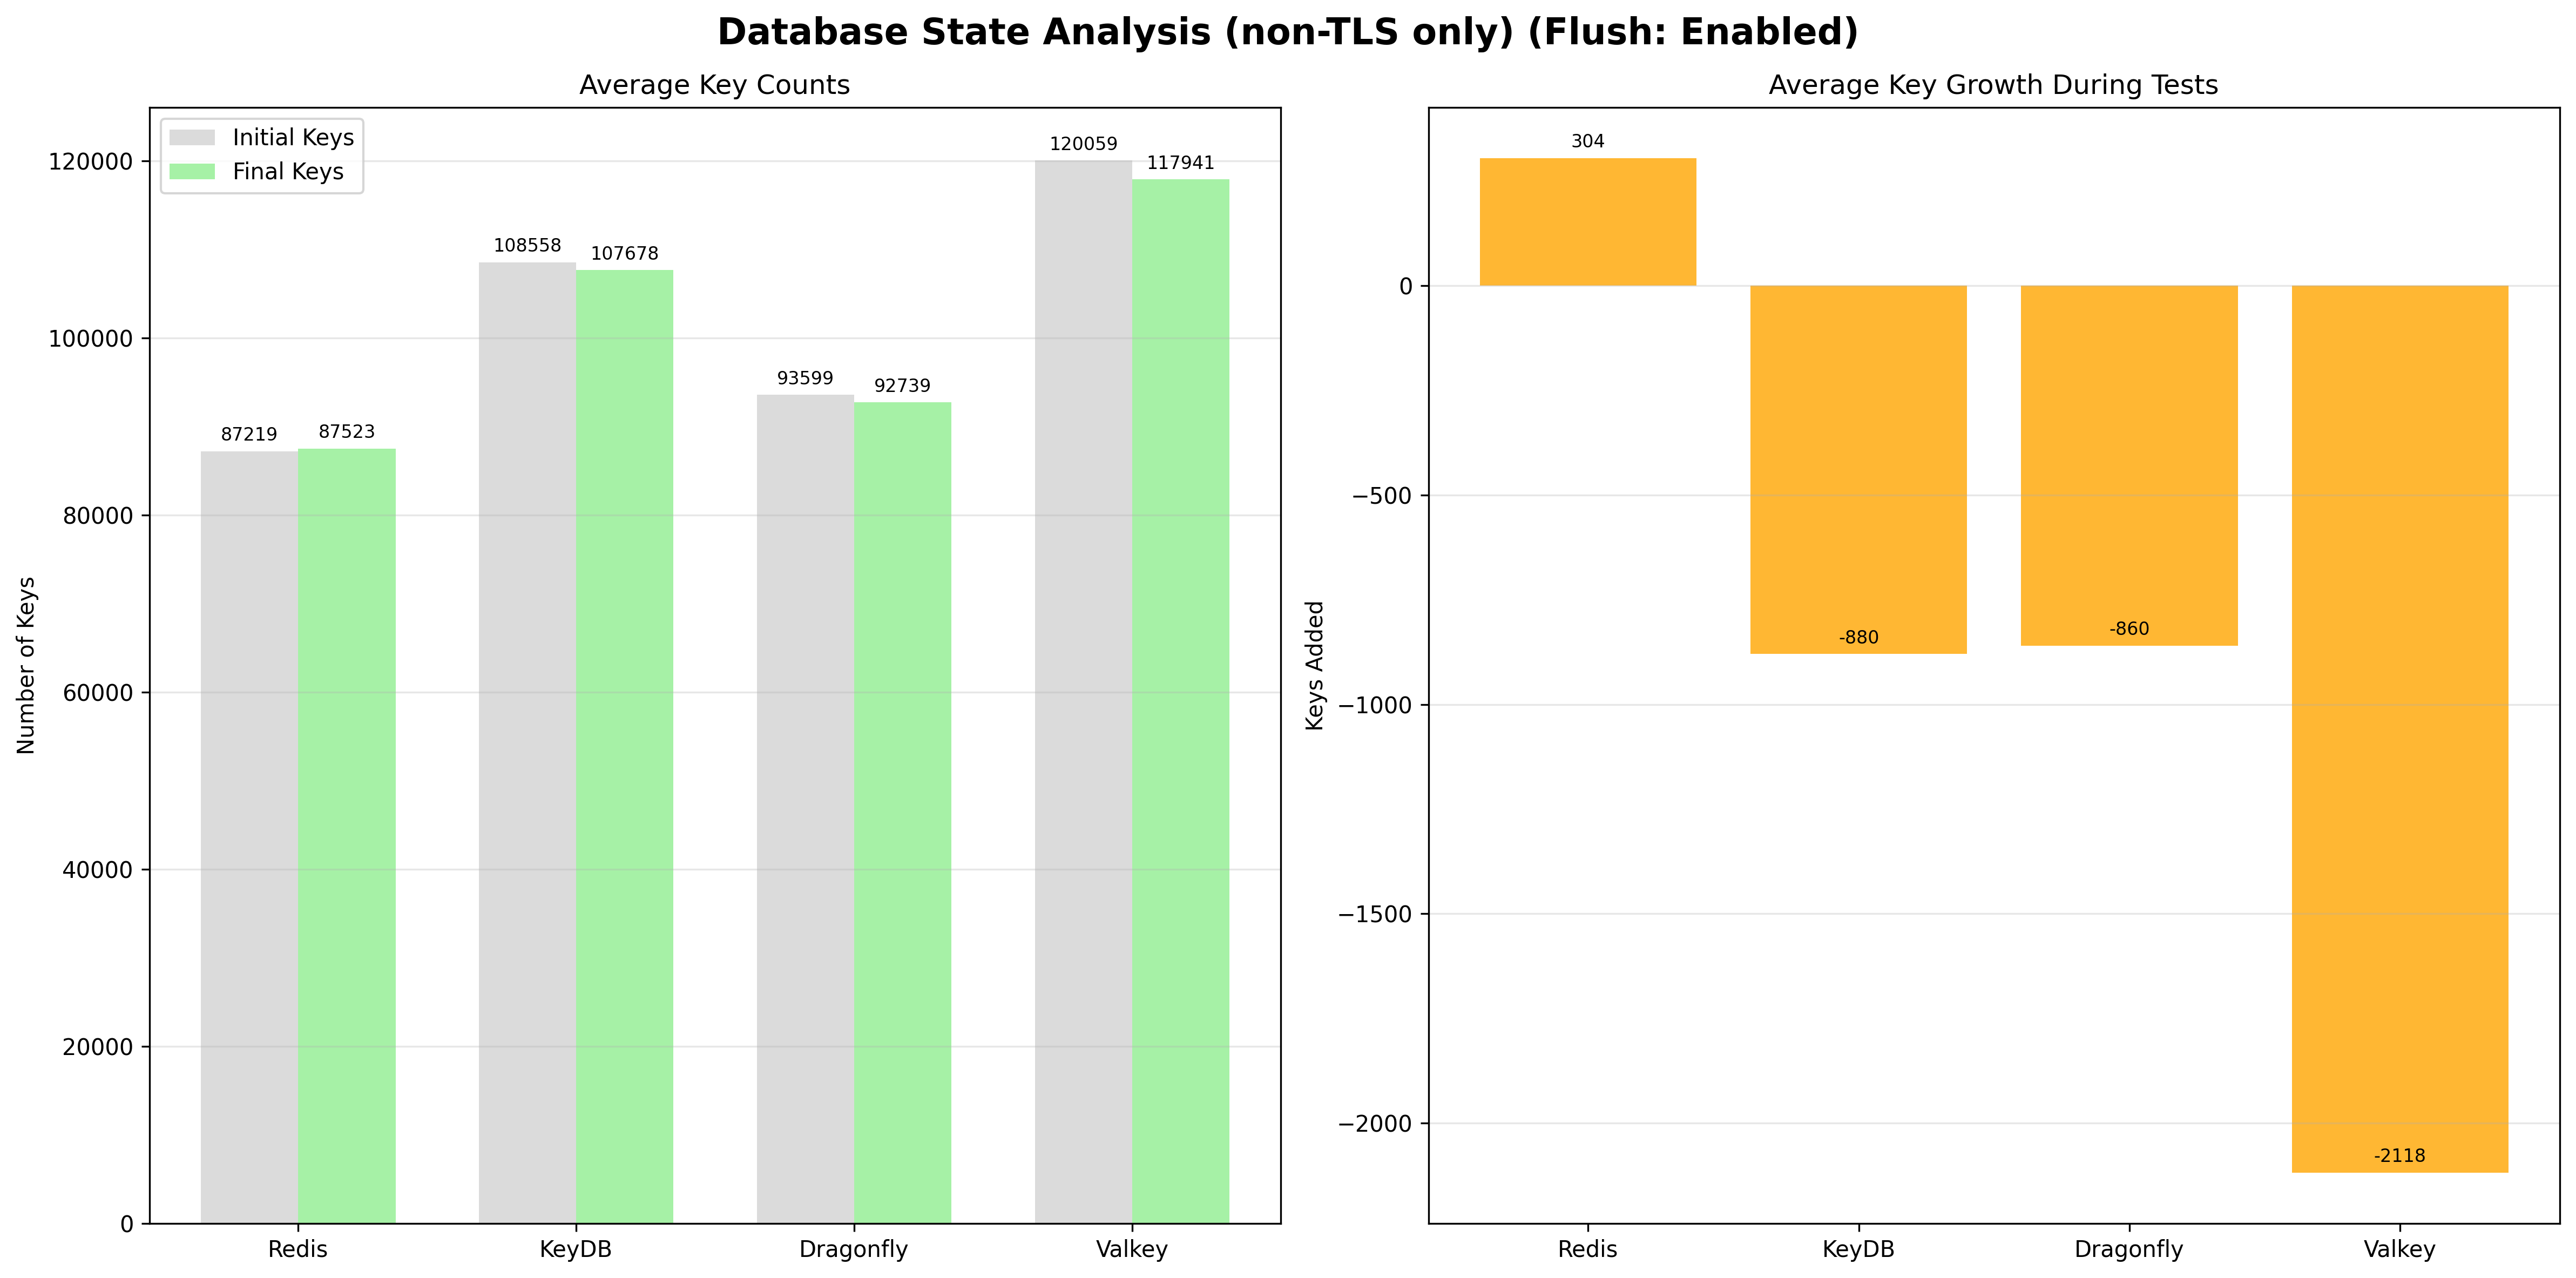 Database State Analysis (non-TLS only) (Flush: Enabled)
Average Key Counts
Initial Keys
Final Keys
Number of Keys
120000
100000
80000
60000
40000
20000
0
87219
87523
108558
107678
93599
92739
120059
117941
Redis
KeyDB
Dragonfly
Valkey
Average Key Growth During Tests
Keys Added
0
−500
−1000
−1500
−2000
304
-880
-860
-2118
Redis
KeyDB
Dragonfly
Valkey